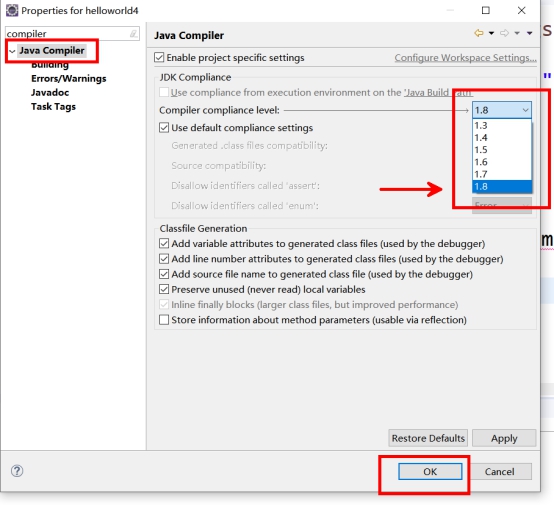 Properties for helloworld4
compiler
Java Compiler
Building
Errors/Warnings
Javadoc
Task Tags
Java Compiler
Enable project specific settings
Configure Workspace Settings...
JDK Compliance
Use compliance from execution environment on the 'Java Build Path'
Compiler compliance level:
1.8
Use default compliance settings
1.3
1.4
1.5
1.6
1.7
1.8
Generated .class files compatibility:
Source compatibility:
Disallow identifiers called 'assert':
Disallow identifiers called 'enum':
Error
Classfile Generation
Add variable attributes to generated class files (used by the debugger)
Add line number attributes to generated class files (used by the debugger)
Add source file name to generated class file (used by the debugger)
Preserve unused (never read) local variables
Inline finally blocks (larger class files, but improved performance)
Store information about method parameters (usable via reflection)
Restore Defaults
Apply
OK
Cancel
S
"
m